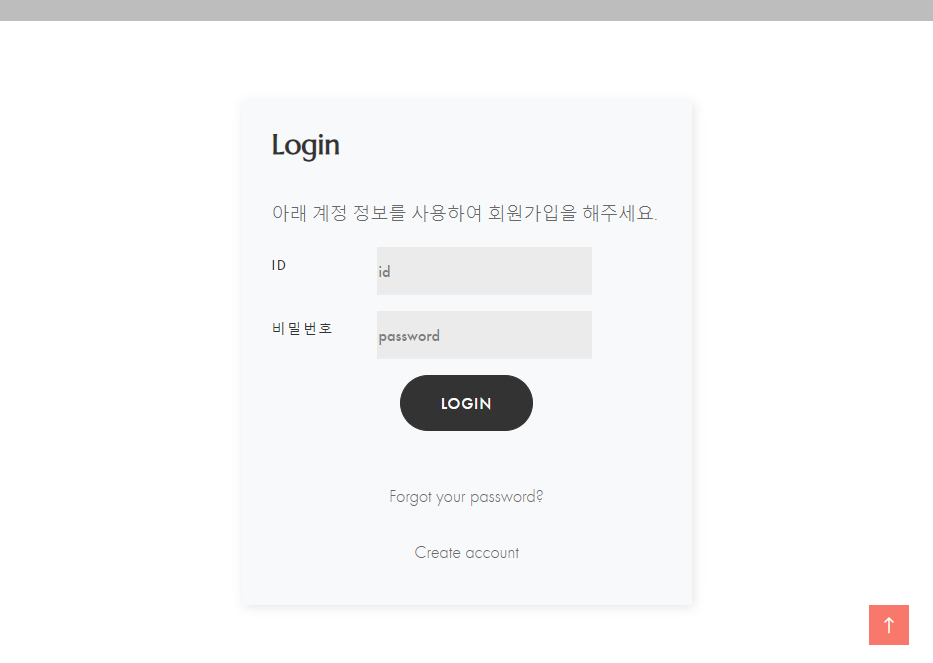 Login
아래 계정 정보를 사용하여 회원가입을 해주세요.
ID
id
비밀번호
password
LOGIN
Forgot your password?
Create account
↑